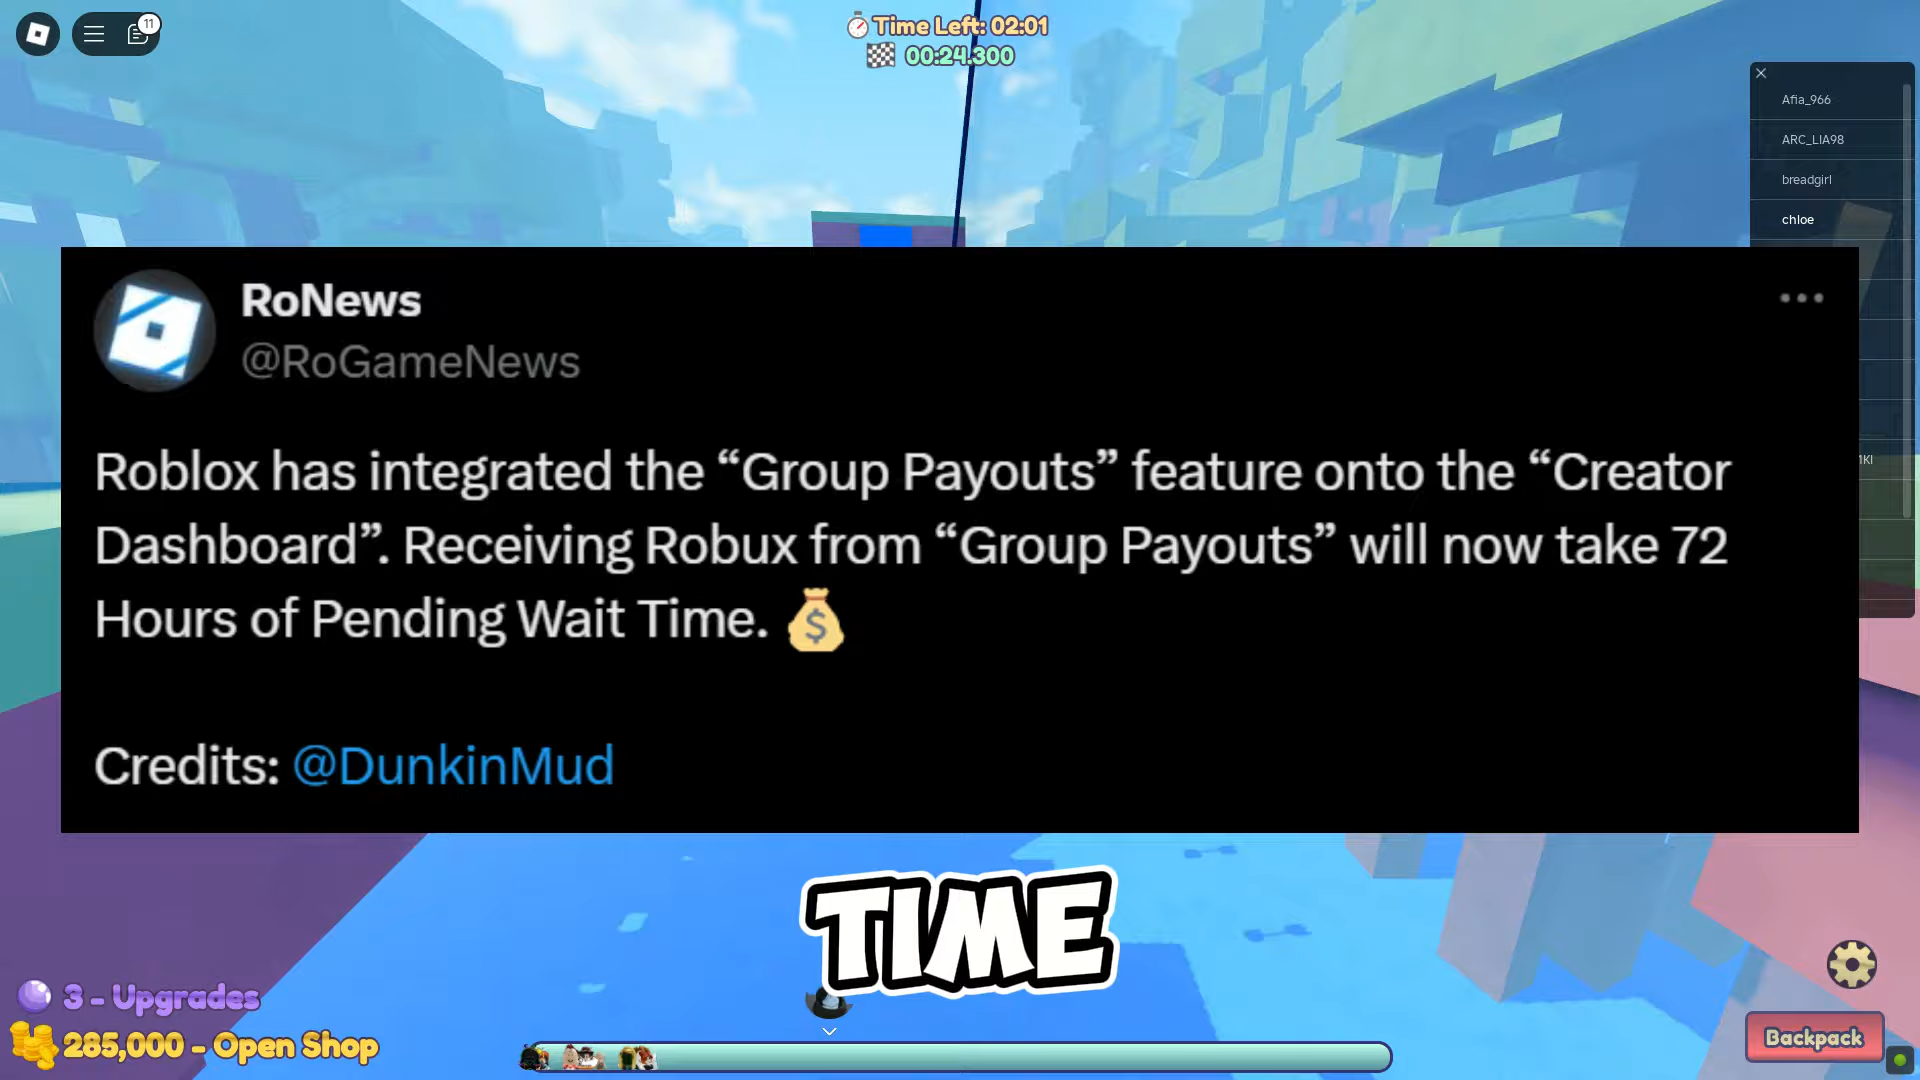 11
Time Left: 02:01
00:24.300
Afia_966
ARC_LIA98
breadgirl
chloe
RoNews
@RoGameNews
Roblox has integrated the “Group Payouts” feature onto the “Creator
Dashboard”. Receiving Robux from “Group Payouts” will now take 72
Hours of Pending Wait Time. 💰
Credits: @DunkinMud
TIME
3 - Upgrades
285,000 - Open Shop
Backpack